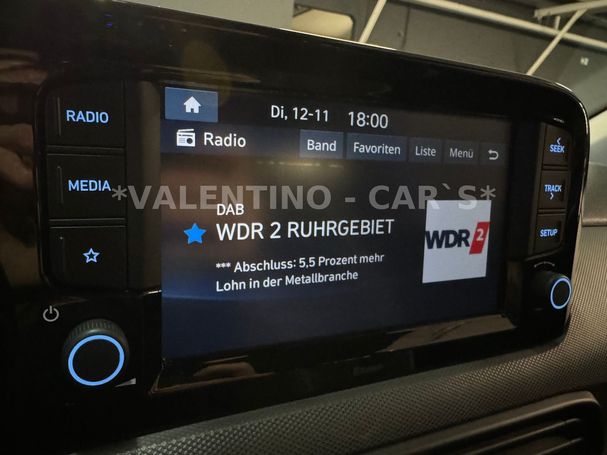 Di, 12-11 18:00
RADIO
Radio
Band Favoriten Liste Menü
SEEK
MEDIA
*VALENTINO - CAR`S*
TRACK
DAB
WDR 2 RUHRGEBIET
WDR 2
SETUP
*** Abschluss: 5,5 Prozent mehr
Lohn in der Metallbranche